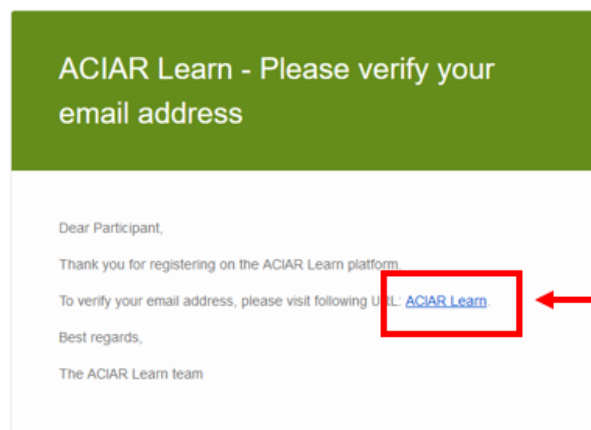 ACIAR Learn - Please verify your
email address
Dear Participant,
Thank you for registering on the ACIAR Learn platform.
To verify your email address, please visit following URL: ACIAR Learn.
Best regards,
The ACIAR Learn team